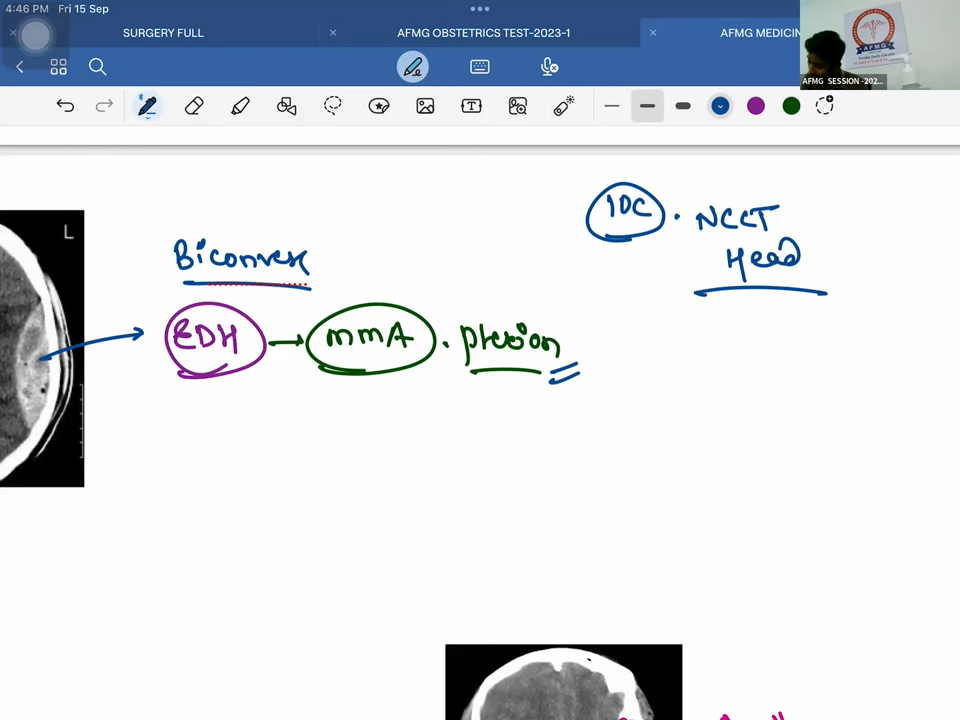 4:46 PM Fri 15 Sep
SURGERY FULL
AFMG OBSTETRICS TEST-2023-1
AFMG MEDICIN
AFMG
AFMG SESSION -202...
L
IOC . NCCT
Head
Biconvex
EDH → MMA . pterion